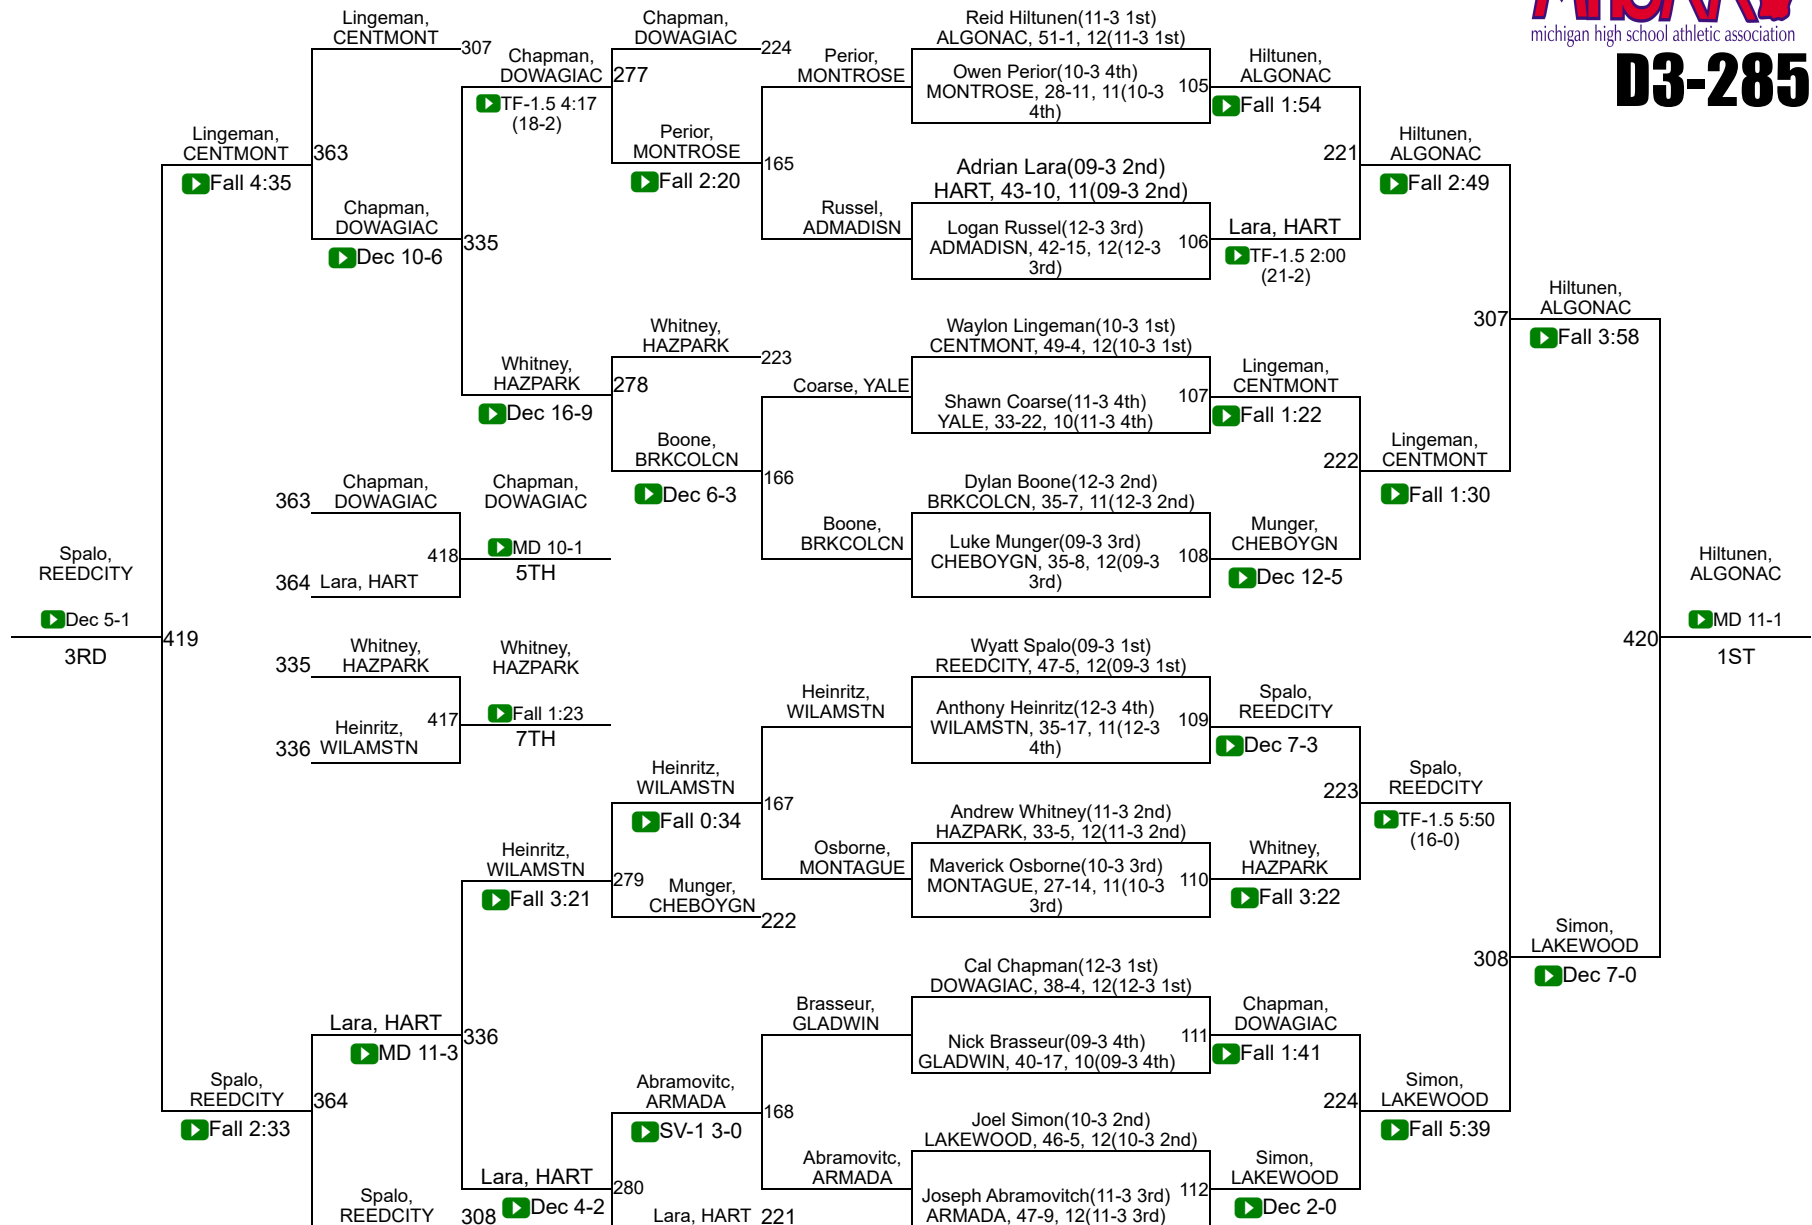 michigan high school athletic association
D3-285
Lingeman,
CENTMONT
307
Chapman,
DOWAGIAC
TF-1.5 4:17
(18-2)
277
Chapman,
DOWAGIAC
224
Perior,
MONTROSE
Reid Hiltunen(11-3 1st)
ALGONAC, 51-1, 12(11-3 1st)
Owen Perior(10-3 4th)
MONTROSE, 28-11, 11(10-3
4th)
105
Hiltunen,
ALGONAC
Fall 1:54
Lingeman,
CENTMONT
Fall 4:35
363
Perior,
MONTROSE
Fall 2:20
165
Adrian Lara(09-3 2nd)
HART, 43-10, 11(09-3 2nd)
221
Hiltunen,
ALGONAC
Fall 2:49
Chapman,
DOWAGIAC
Dec 10-6
335
Russel,
ADMADISN
Logan Russel(12-3 3rd)
ADMADISN, 42-15, 12(12-3
3rd)
106
Lara, HART
TF-1.5 2:00
(21-2)
Hiltunen,
ALGONAC
Fall 3:58
307
Whitney,
HAZPARK
223
Waylon Lingeman(10-3 1st)
CENTMONT, 49-4, 12(10-3 1st)
Whitney,
HAZPARK
Dec 16-9
278
Coarse, YALE
Shawn Coarse(11-3 4th)
YALE, 33-22, 10(11-3 4th)
107
Lingeman,
CENTMONT
Fall 1:22
Boone,
BRKCOLCN
Dec 6-3
166
222
Lingeman,
CENTMONT
Fall 1:30
363
Chapman,
DOWAGIAC
Chapman,
DOWAGIAC
Dylan Boone(12-3 2nd)
BRKCOLCN, 35-7, 11(12-3 2nd)
418
MD 10-1
5TH
364
Lara, HART
Boone,
BRKCOLCN
Luke Munger(09-3 3rd)
CHEBOYGN, 35-8, 12(09-3
3rd)
108
Munger,
CHEBOYGN
Dec 12-5
Spalo,
REEDCITY
Dec 5-1
3RD
419
Hiltunen,
ALGONAC
MD 11-1
1ST
420
335
Whitney,
HAZPARK
Whitney,
HAZPARK
417
Fall 1:23
7TH
336
Heinritz,
WILAMSTN
Wyatt Spalo(09-3 1st)
REEDCITY, 47-5, 12(09-3 1st)
Heinritz,
WILAMSTN
Anthony Heinritz(12-3 4th)
WILAMSTN, 35-17, 11(12-3
4th)
109
Spalo,
REEDCITY
Dec 7-3
Heinritz,
WILAMSTN
Fall 0:34
167
223
Spalo,
REEDCITY
TF-1.5 5:50
(16-0)
Andrew Whitney(11-3 2nd)
HAZPARK, 33-5, 12(11-3 2nd)
Heinritz,
WILAMSTN
Fall 3:21
279
Munger,
CHEBOYGN
222
Osborne,
MONTAGUE
Maverick Osborne(10-3 3rd)
MONTAGUE, 27-14, 11(10-3
3rd)
110
Whitney,
HAZPARK
Fall 3:22
308
Simon,
LAKEWOOD
Dec 7-0
Cal Chapman(12-3 1st)
DOWAGIAC, 38-4, 12(12-3 1st)
Lara, HART
MD 11-3
336
Brasseur,
GLADWIN
Nick Brasseur(09-3 4th)
GLADWIN, 40-17, 10(09-3 4th)
111
Chapman,
DOWAGIAC
Fall 1:41
Spalo,
REEDCITY
Fall 2:33
364
Abramovitc,
ARMADA
SV-1 3-0
168
224
Simon,
LAKEWOOD
Fall 5:39
Joel Simon(10-3 2nd)
LAKEWOOD, 46-5, 12(10-3 2nd)
Spalo,
REEDCITY
308
Lara, HART
Dec 4-2
280
Lara, HART
221
Abramovitc,
ARMADA
Joseph Abramovitch(11-3 3rd)
ARMADA, 47-9, 12(11-3 3rd)
112
Simon,
LAKEWOOD
Dec 2-0